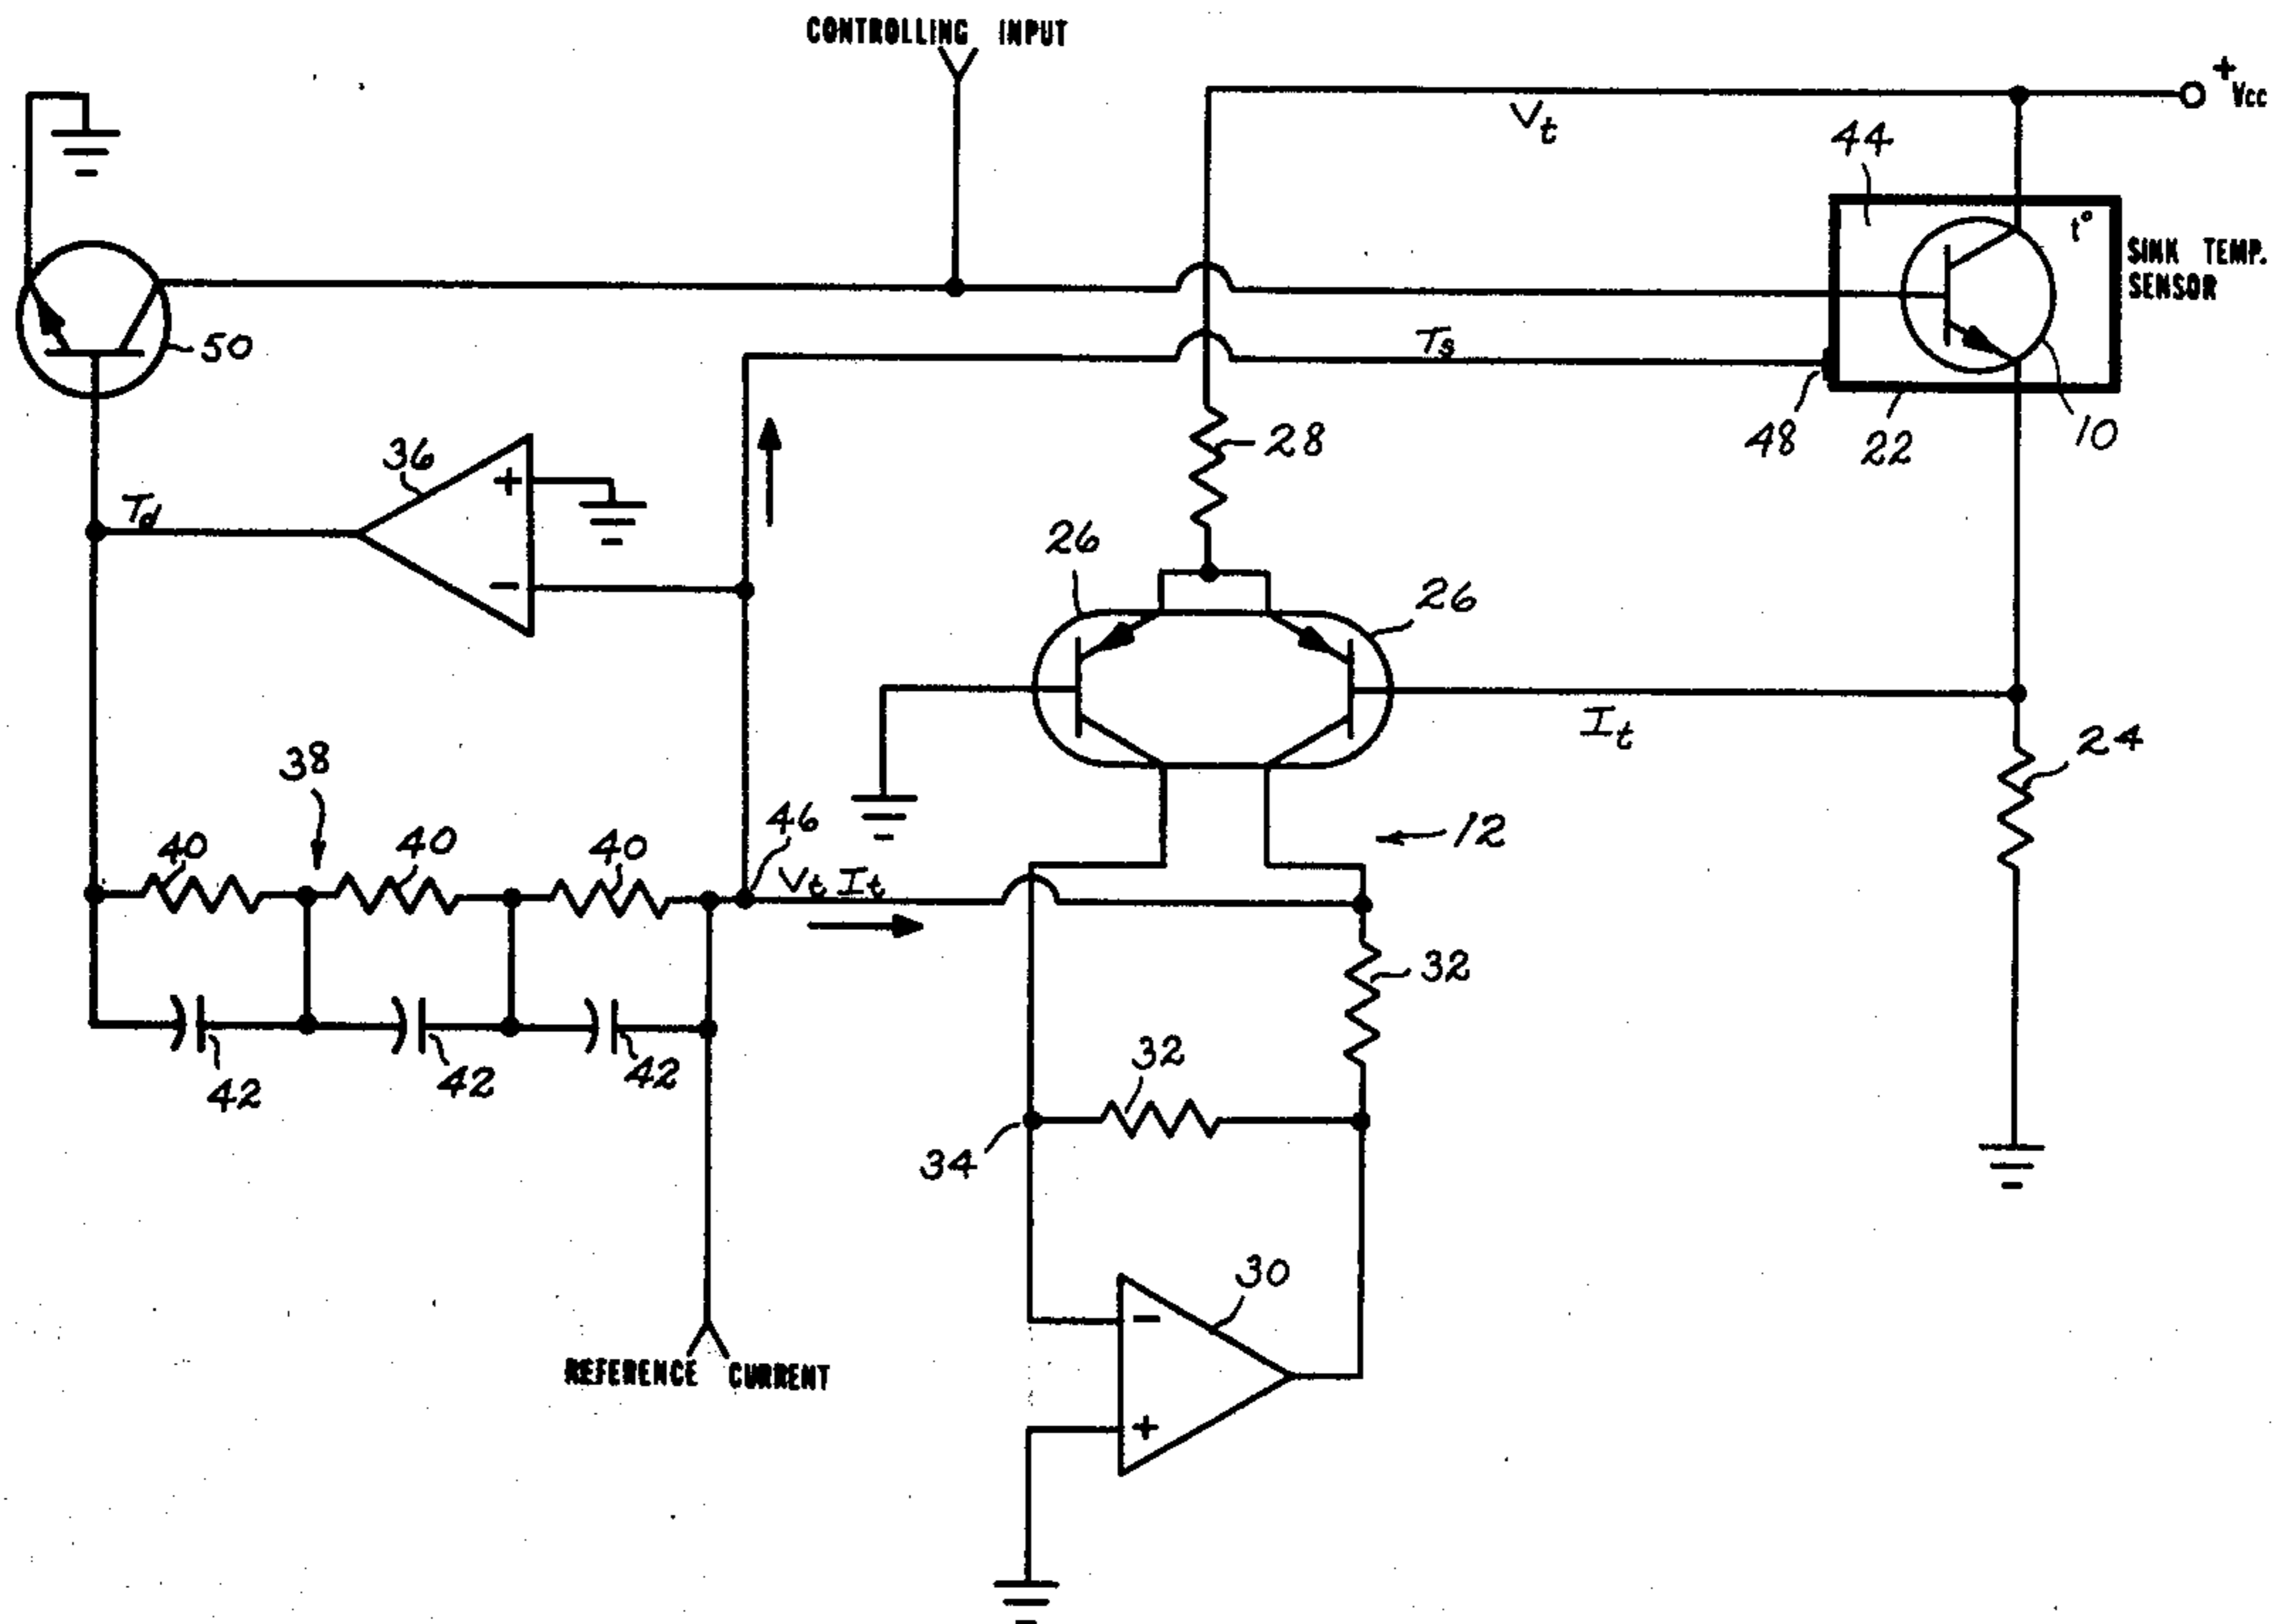 CONTROLLING INPUT
+
Vcc
Vt
44
t°
SINK TEMP.
SENSOR
50
Ts
48
22
10
28
36
+
-
Td
26
26
It
24
38
40
40
40
46
Vt It
12
32
32
42
42
42
34
30
-
+
REFERENCE CURRENT